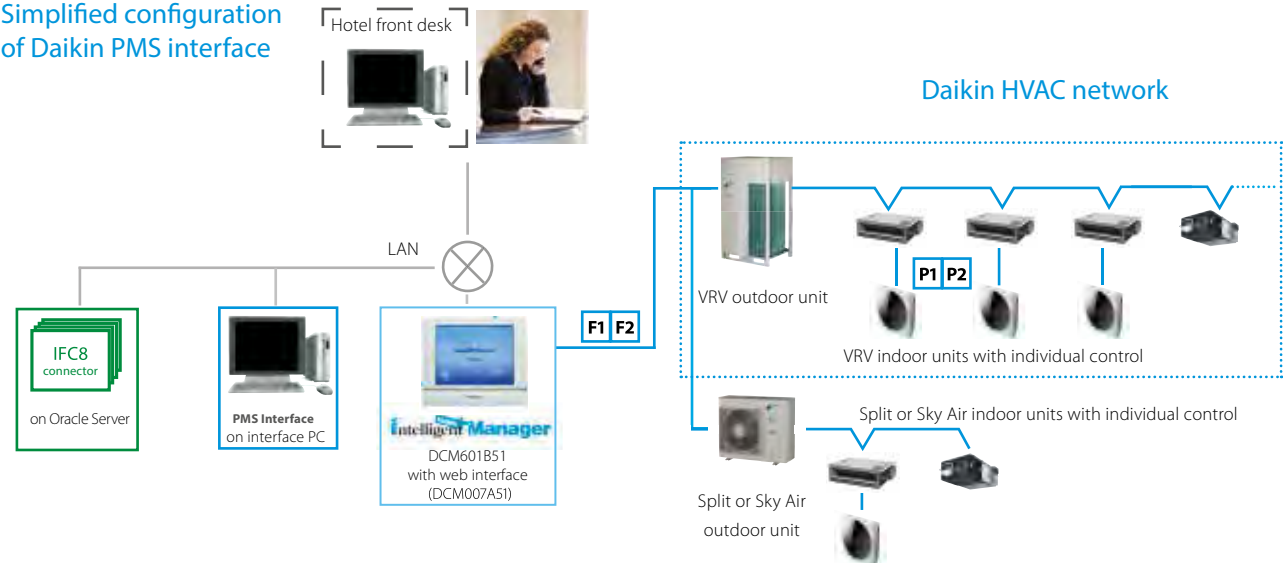 Simplified configuration
of Daikin PMS interface
Hotel front desk
Daikin HVAC network
LAN
IFC8
connector
on Oracle Server
PMS Interface
on interface PC
intelligent Manager
DCM601B51
with web interface
(DCM007A51)
F1 F2
VRV outdoor unit
P1 P2
VRV indoor units with individual control
Split or Sky Air indoor units with individual control
Split or Sky Air
outdoor unit